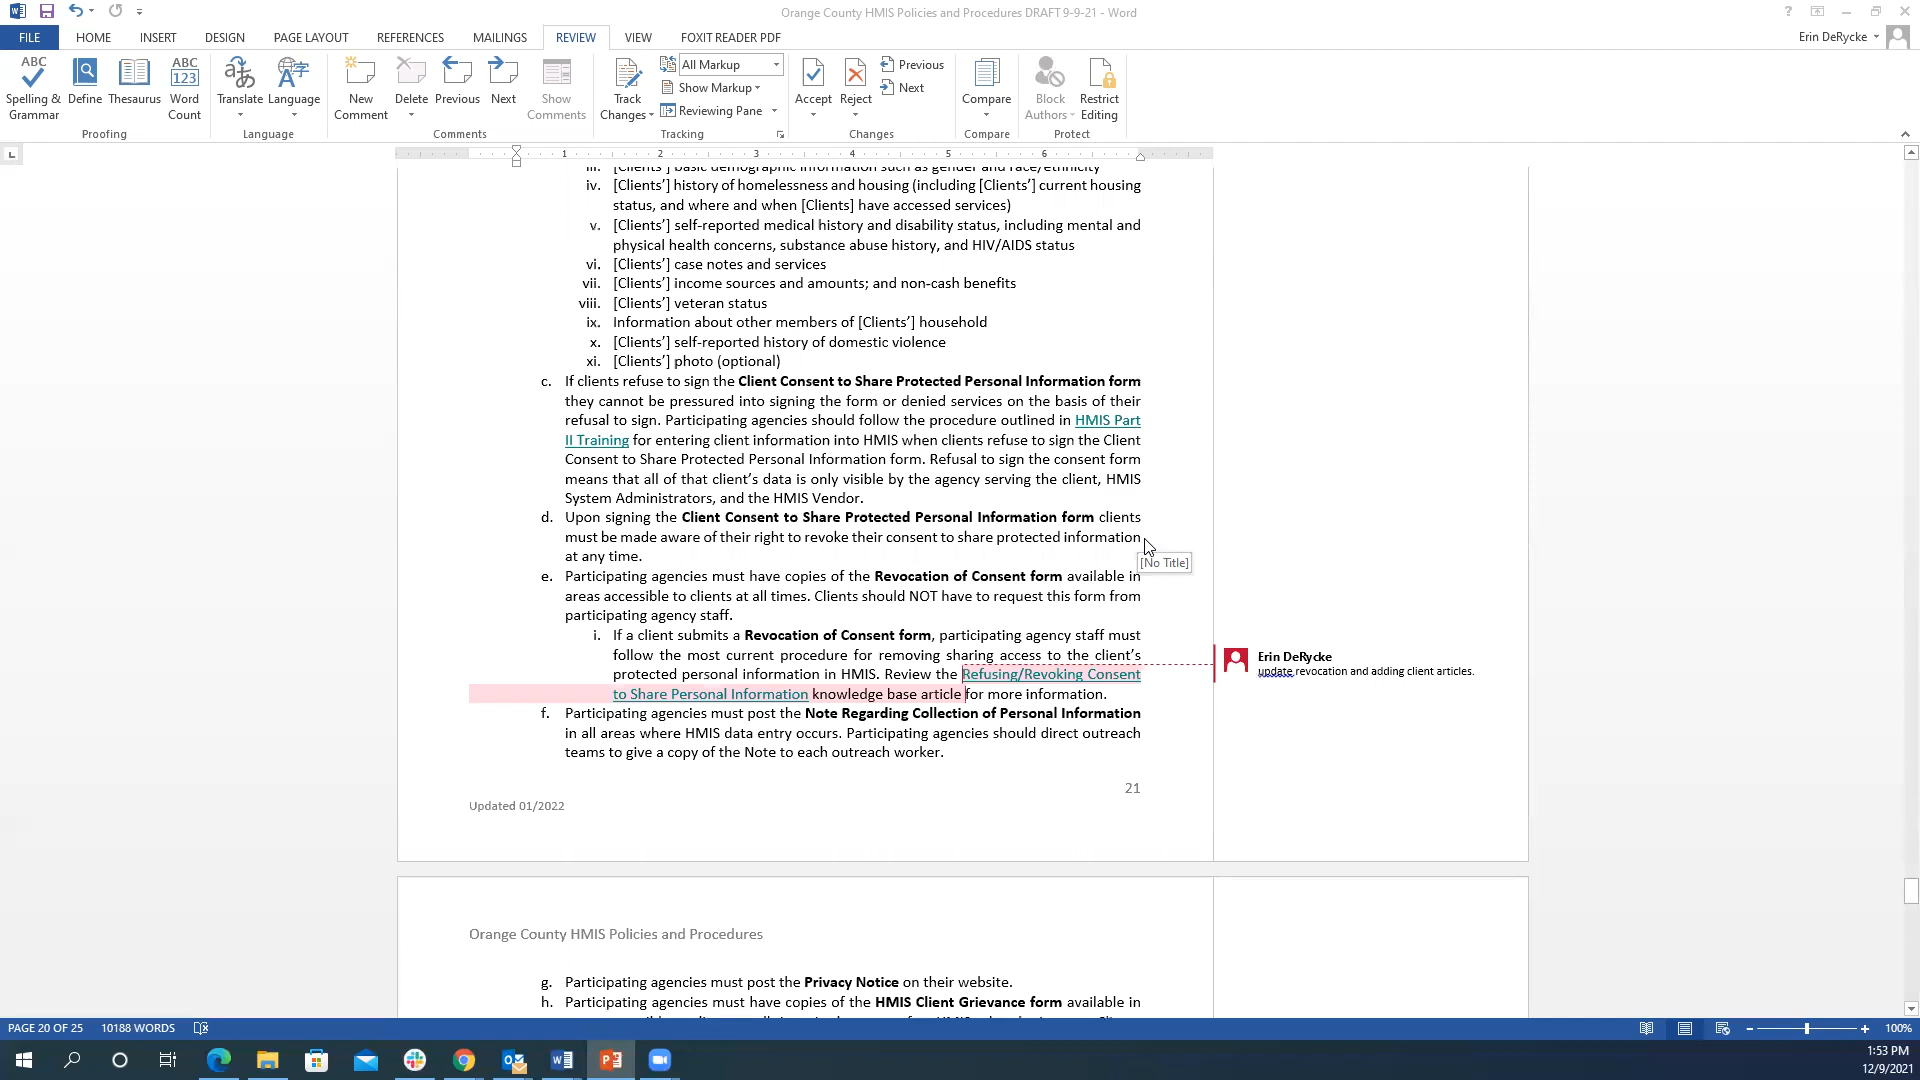 Orange County HMIS Policies and Procedures DRAFT 9-9-21 - Word
FILE HOME INSERT DESIGN PAGE LAYOUT REFERENCES MAILINGS REVIEW VIEW FOXIT READER PDF
Erin DeRycke
Spelling & Grammar
Define
Thesaurus
Word Count
Translate
Language
New Comment
Delete
Previous
Next
Show Comments
Track Changes
All Markup
Show Markup
Reviewing Pane
Accept
Reject
Previous
Next
Compare
Block Authors
Restrict Editing
Proofing
Language
Comments
Tracking
Changes
Compare
Protect
1 2 3 4 5 6
iii. [Clients'] basic demographic information such as gender and race/ethnicity
iv. [Clients'] history of homelessness and housing (including [Clients'] current housing
status, and where and when [Clients] have accessed services)
v. [Clients'] self-reported medical history and disability status, including mental and
physical health concerns, substance abuse history, and HIV/AIDS status
vi. [Clients'] case notes and services
vii. [Clients'] income sources and amounts; and non-cash benefits
viii. [Clients'] veteran status
ix. Information about other members of [Clients'] household
x. [Clients'] self-reported history of domestic violence
xi. [Clients'] photo (optional)
c. If clients refuse to sign the Client Consent to Share Protected Personal Information form
they cannot be pressured into signing the form or denied services on the basis of their
refusal to sign. Participating agencies should follow the procedure outlined in HMIS Part
II Training for entering client information into HMIS when clients refuse to sign the Client
Consent to Share Protected Personal Information form. Refusal to sign the consent form
means that all of that client's data is only visible by the agency serving the client, HMIS
System Administrators, and the HMIS Vendor.
d. Upon signing the Client Consent to Share Protected Personal Information form clients
must be made aware of their right to revoke their consent to share protected information
at any time.
[No Title]
e. Participating agencies must have copies of the Revocation of Consent form available in
areas accessible to clients at all times. Clients should NOT have to request this form from
participating agency staff.
i. If a client submits a Revocation of Consent form, participating agency staff must
follow the most current procedure for removing sharing access to the client's
protected personal information in HMIS. Review the Refusing/Revoking Consent
to Share Personal Information knowledge base article for more information.
Erin DeRycke
update revocation and adding client articles.
f. Participating agencies must post the Note Regarding Collection of Personal Information
in all areas where HMIS data entry occurs. Participating agencies should direct outreach
teams to give a copy of the Note to each outreach worker.
21
Updated 01/2022
Orange County HMIS Policies and Procedures
g. Participating agencies must post the Privacy Notice on their website.
h. Participating agencies must have copies of the HMIS Client Grievance form available in
PAGE 20 OF 25 10188 WORDS
100%
1:53 PM
12/9/2021